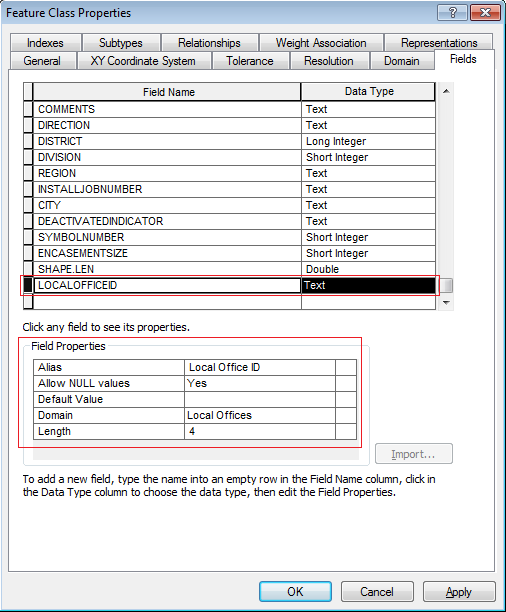 Feature Class Properties
Indexes Subtypes Relationships Weight Association Representations
General XY Coordinate System Tolerance Resolution Domain Fields
Field Name Data Type
COMMENTS Text
DIRECTION Text
DISTRICT Long Integer
DIVISION Short Integer
REGION Text
INSTALLJOBNUMBER Text
CITY Text
DEACTIVATEDINDICATOR Text
SYMBOLNUMBER Short Integer
ENCASEMENTSIZE Short Integer
SHAPE.LEN Double
LOCALOFFICEID Text
Click any field to see its properties.
Field Properties
Alias Local Office ID
Allow NULL values Yes
Default Value
Domain Local Offices
Length 4
Import...
To add a new field, type the name into an empty row in the Field Name column, click in
the Data Type column to choose the data type, then edit the Field Properties.
OK Cancel Apply